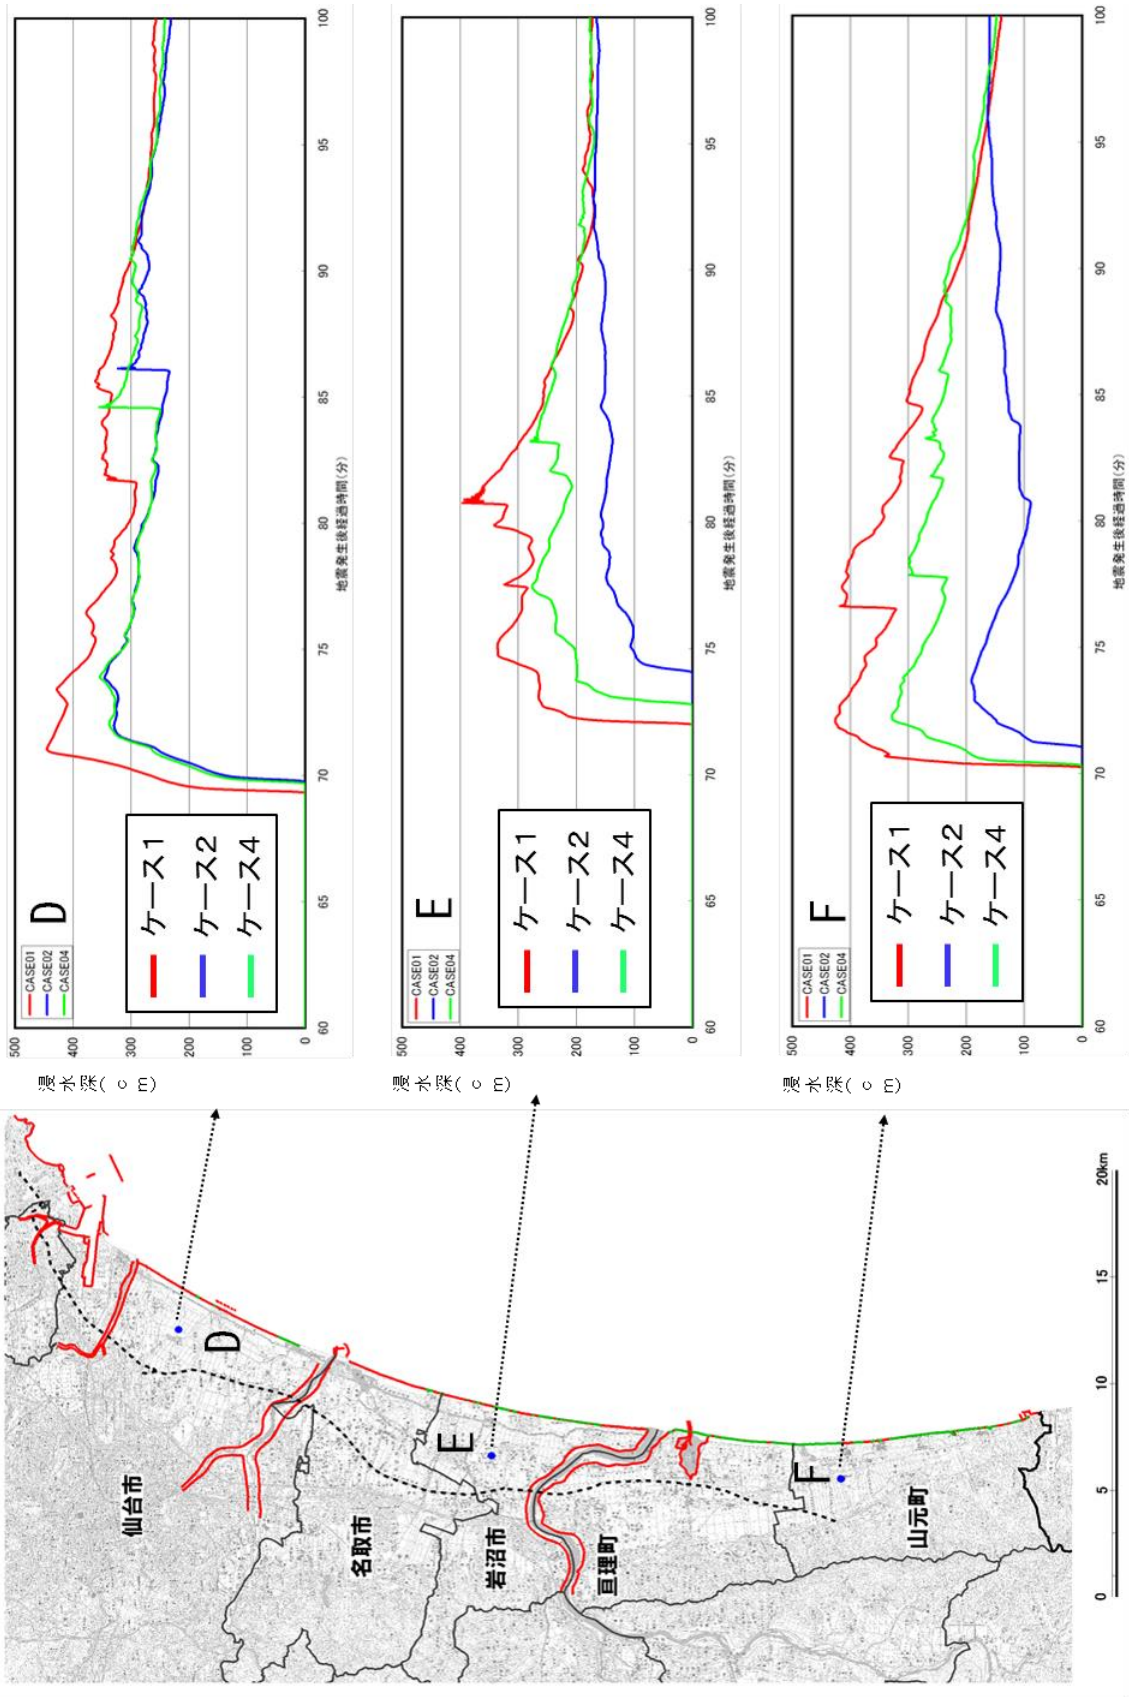 D
CASE01
CASE02
CASE04
ケース1
ケース2
ケース4
500
400
300
200
100
0
浸水深(cm)
60
65
70
75
80
85
90
95
100
地震発生後経過時間(分)
E
CASE01
CASE02
CASE04
ケース1
ケース2
ケース4
500
400
300
200
100
0
浸水深(cm)
60
65
70
75
80
85
90
95
100
地震発生後経過時間(分)
F
CASE01
CASE02
CASE04
ケース1
ケース2
ケース4
500
400
300
200
100
0
浸水深(cm)
60
65
70
75
80
85
90
95
100
地震発生後経過時間(分)
仙台市
D
名取市
E
岩沼市
亘理町
F
山元町
0
5
10
15
20km